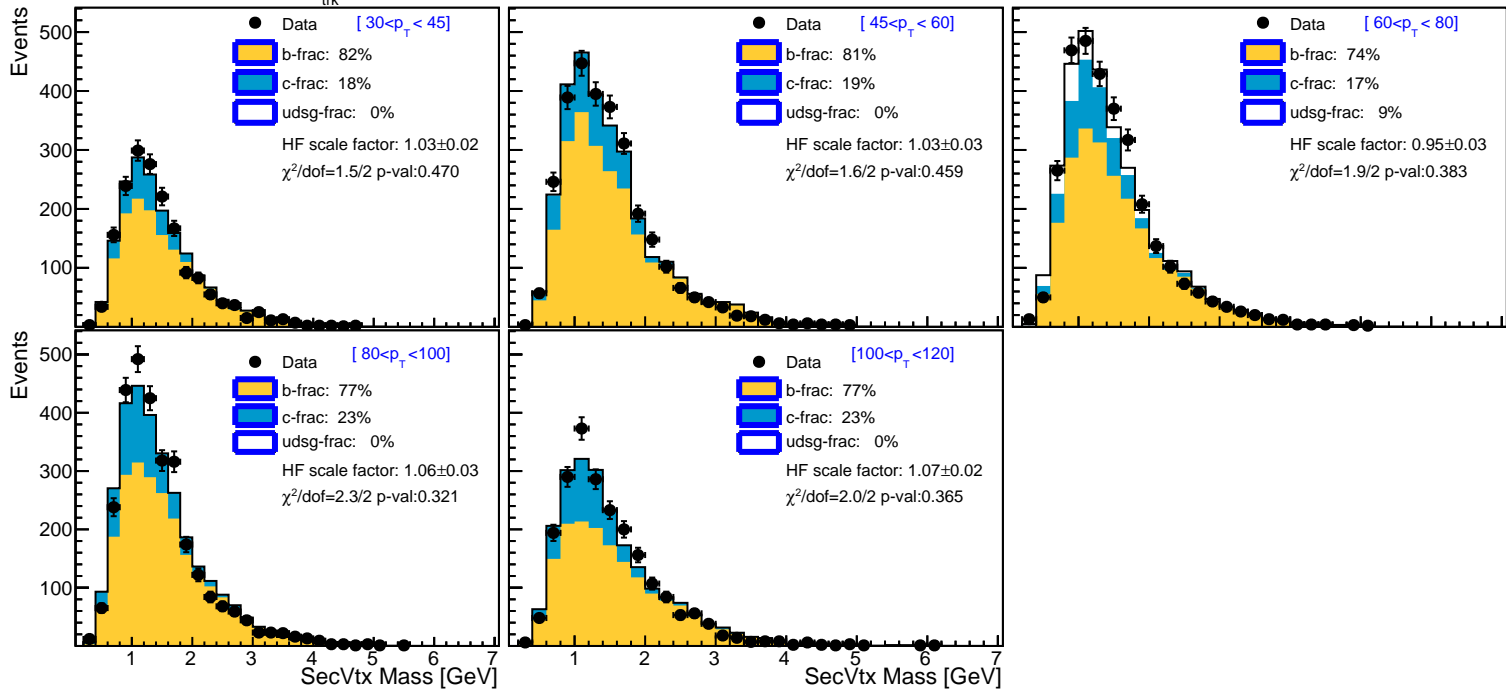 trk
Events
500
400
300
200
100
Data [ 30<p_T< 45]
b-frac: 82%
c-frac: 18%
udsg-frac: 0%
HF scale factor: 1.03±0.02
χ²/dof=1.5/2 p-val:0.470
Data [ 45<p_T< 60]
b-frac: 81%
c-frac: 19%
udsg-frac: 0%
HF scale factor: 1.03±0.03
χ²/dof=1.6/2 p-val:0.459
Data [ 60<p_T< 80]
b-frac: 74%
c-frac: 17%
udsg-frac: 9%
HF scale factor: 0.95±0.03
χ²/dof=1.9/2 p-val:0.383
Events
500
400
300
200
100
Data [ 80<p_T<100]
b-frac: 77%
c-frac: 23%
udsg-frac: 0%
HF scale factor: 1.06±0.03
χ²/dof=2.3/2 p-val:0.321
1 2 3 4 5 6 7
SecVtx Mass [GeV]
Data [100<p_T<120]
b-frac: 77%
c-frac: 23%
udsg-frac: 0%
HF scale factor: 1.07±0.02
χ²/dof=2.0/2 p-val:0.365
1 2 3 4 5 6 7
SecVtx Mass [GeV]